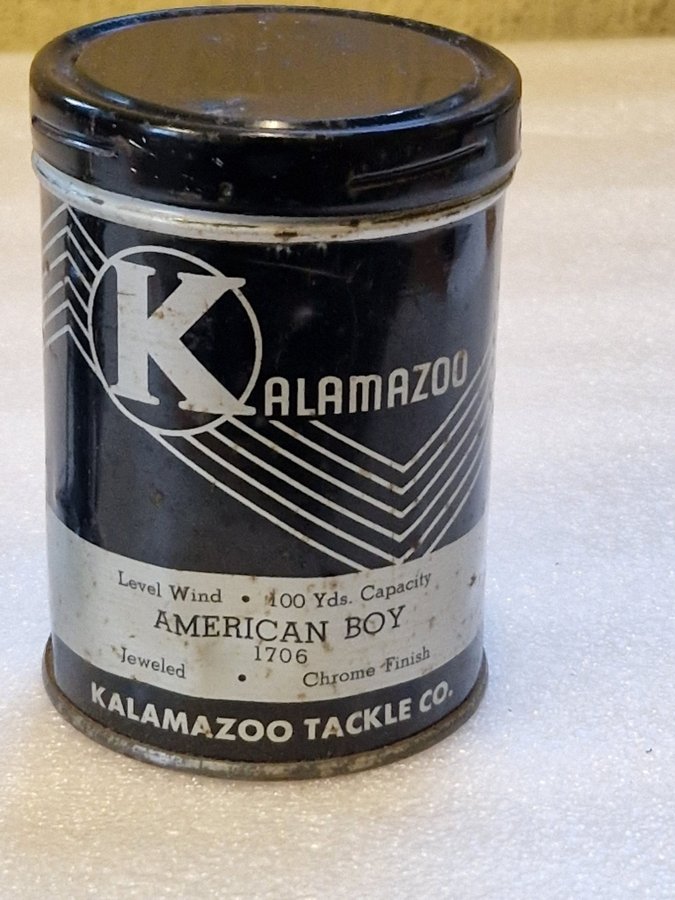 KALAMAZOO
Level Wind • 100 Yds. Capacity
AMERICAN BOY
1706
Jeweled • Chrome Finish
KALAMAZOO TACKLE CO.